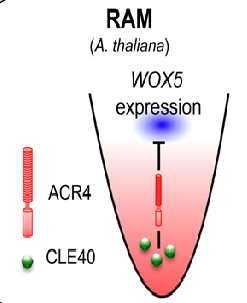 RAM
(A. thaliana)
WOX5
expression
ACR4
CLE40